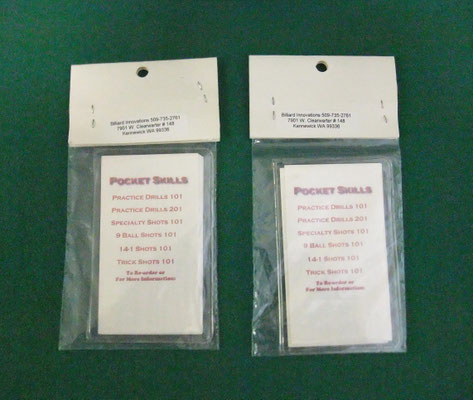 Billiard Innovations 509-735-2761
7901 W. Clearwater # 148
Kennewick WA 99336
POCKET SKILLS
PRACTICE DRILLS 101
PRACTICE DRILLS 201
SPECIALTY SHOTS 101
9 BALL SHOTS 101
14-1 SHOTS 101
TRICK SHOTS 101
To Re-order or
For More Information:
Billiard Innovations 509-735-2761
7901 W. Clearwater # 148
Kennewick WA 99336
POCKET SKILLS
PRACTICE DRILLS 101
PRACTICE DRILLS 201
SPECIALTY SHOTS 101
9 BALL SHOTS 101
14-1 SHOTS 101
TRICK SHOTS 101
To Re-order or
For More Information: